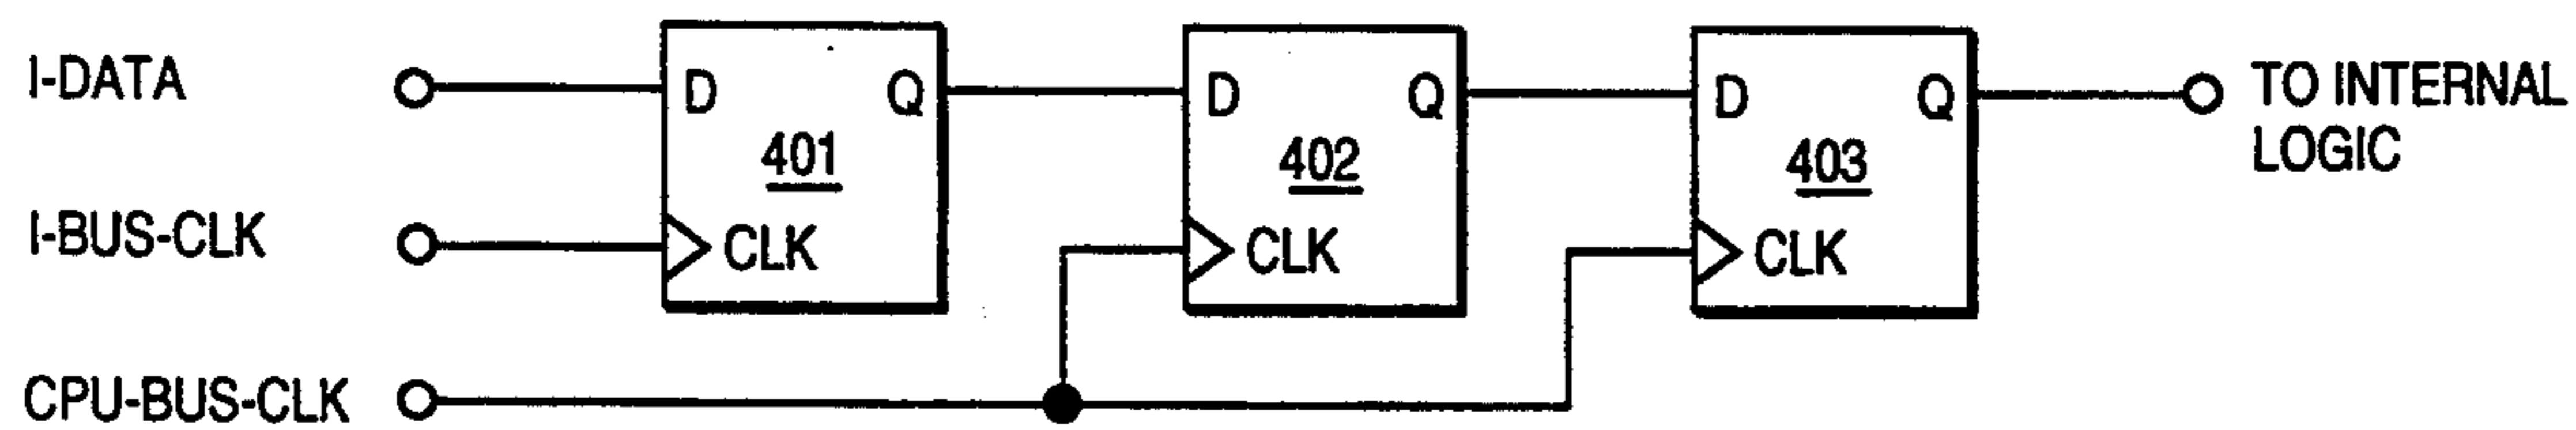 I-DATA
D Q
401
CLK
D Q
402
CLK
D Q
403
CLK
TO INTERNAL
LOGIC
I-BUS-CLK
CPU-BUS-CLK